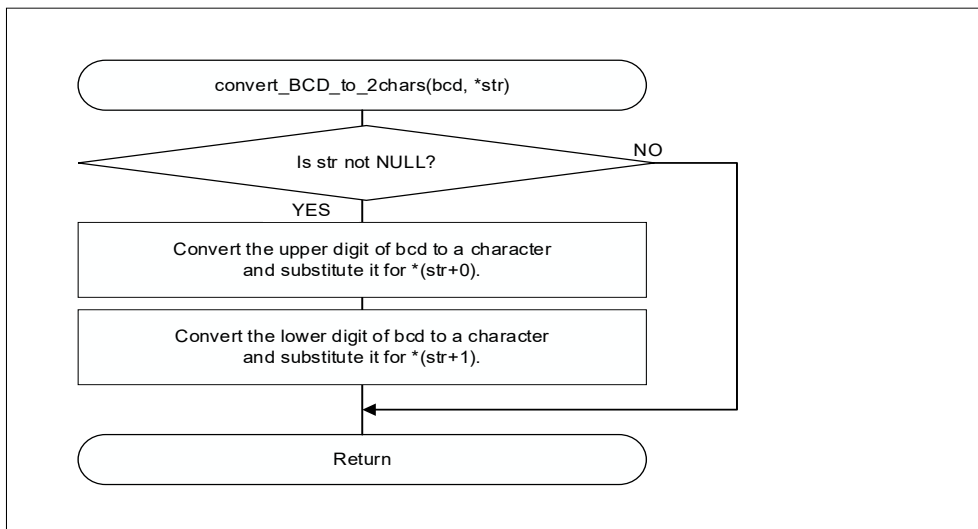 convert_BCD_to_2chars(bcd, *str)
Is str not NULL?
NO
YES
Convert the upper digit of bcd to a character
and substitute it for *(str+0).
Convert the lower digit of bcd to a character
and substitute it for *(str+1).
Return